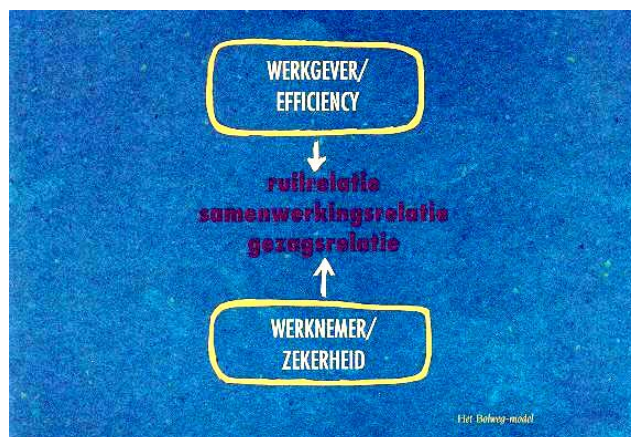 WERKGEVER/
EFFICIENCY
ruilrelatie
samenwerkingsrelatie
gezagsrelatie
WERKNEMER/
ZEKERHEID
Het Bolweg-model